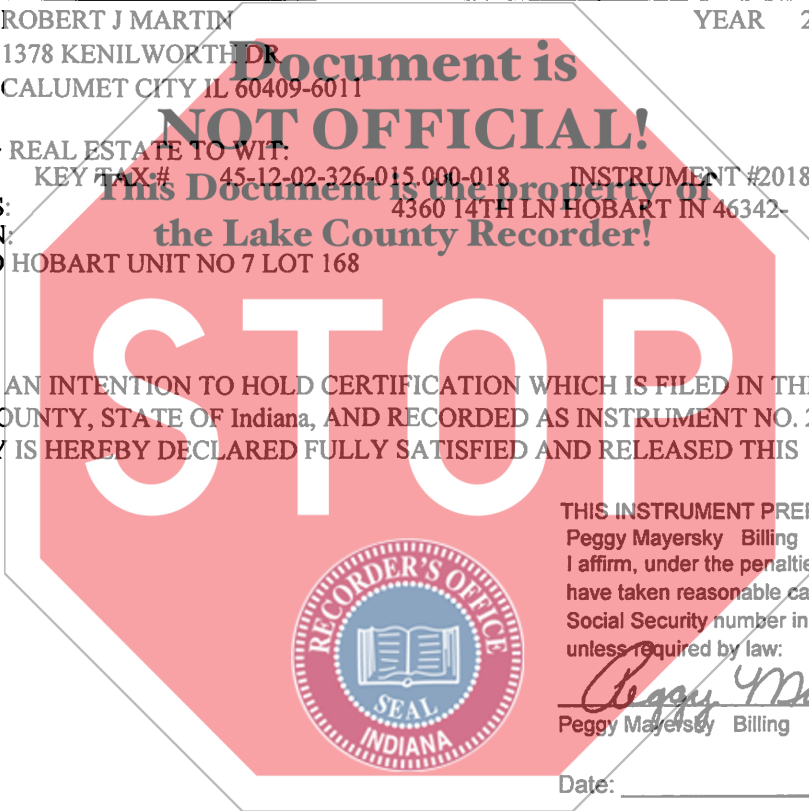 ROBERT J MARTIN YEAR 2
1378 KENILWORTH DR
CALUMET CITY IL 60409-6011
Document is
NOT OFFICIAL!
REAL ESTATE TO WIT:
KEY TAX # 45-12-02-326-015.000-018 INSTRUMENT #2018
This Document is the property of
S: 4360 14TH LN HOBART IN 46342-
the Lake County Recorder!
N:
HOBART UNIT NO 7 LOT 168
STOP
AN INTENTION TO HOLD CERTIFICATION WHICH IS FILED IN TH
OUNTY, STATE OF Indiana, AND RECORDED AS INSTRUMENT NO. 2
Y IS HEREBY DECLARED FULLY SATISFIED AND RELEASED THIS
THIS INSTRUMENT PREP
Peggy Mayersky Billing
I affirm, under the penaltie
have taken reasonable ca
Social Security number in
unless required by law:
Peggy M
Peggy Mayersky Billing
Date:
RECORDER'S OFFICE
SEAL
INDIANA